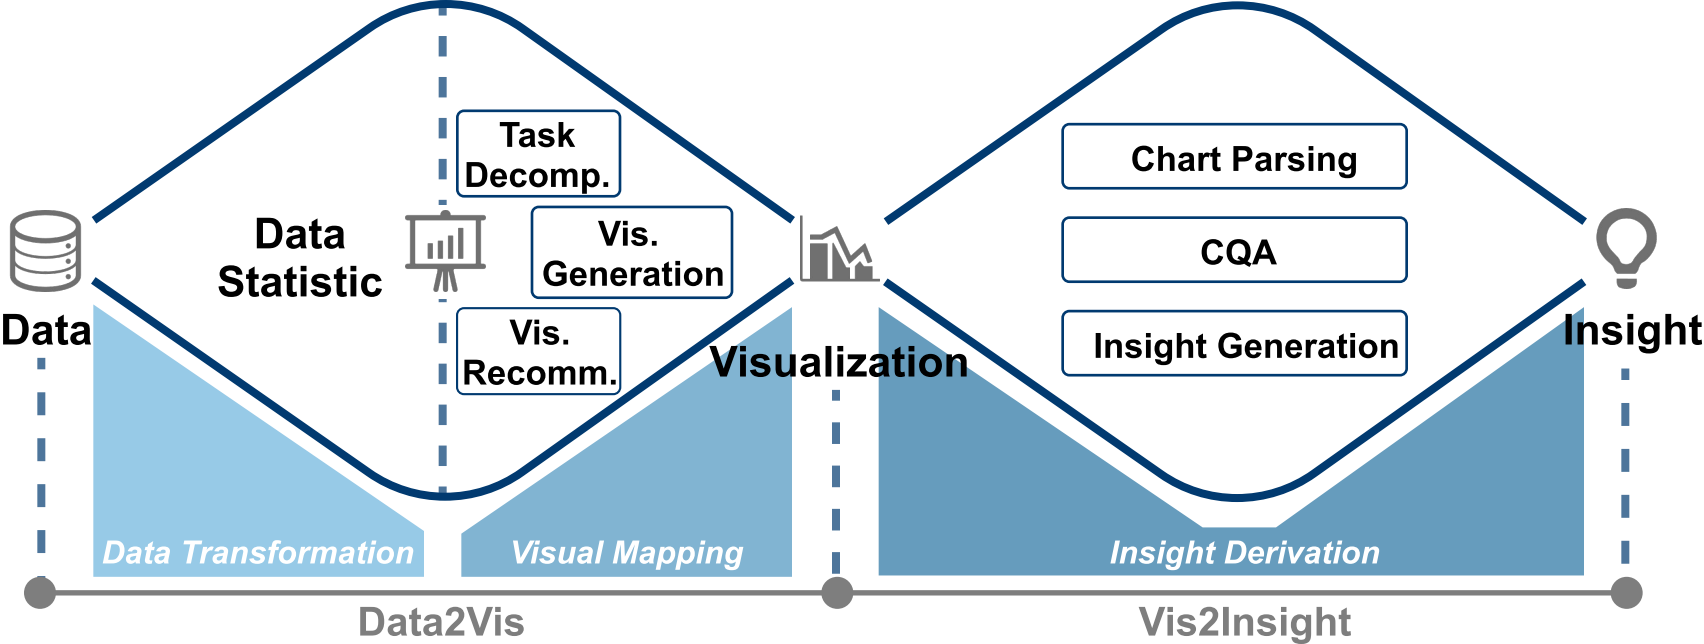 Data
Data
Statistic
Task
Decomp.
Vis.
Generation
Vis.
Recomm.
Visualization
Chart Parsing
CQA
Insight Generation
Insight
Data Transformation
Visual Mapping
Insight Derivation
Data2Vis
Vis2Insight